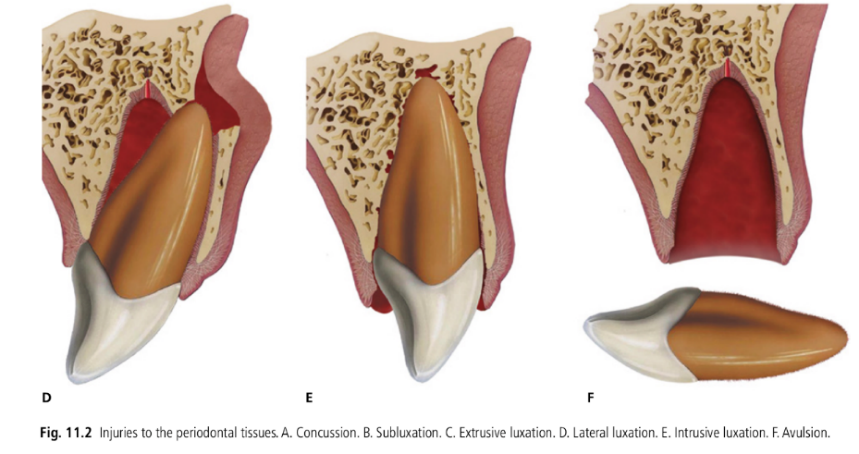 D
E
F
Fig. 11.2 Injuries to the periodontal tissues. A. Concussion. B. Subluxation. C. Extrusive luxation. D. Lateral luxation. E. Intrusive luxation. F. Avulsion.